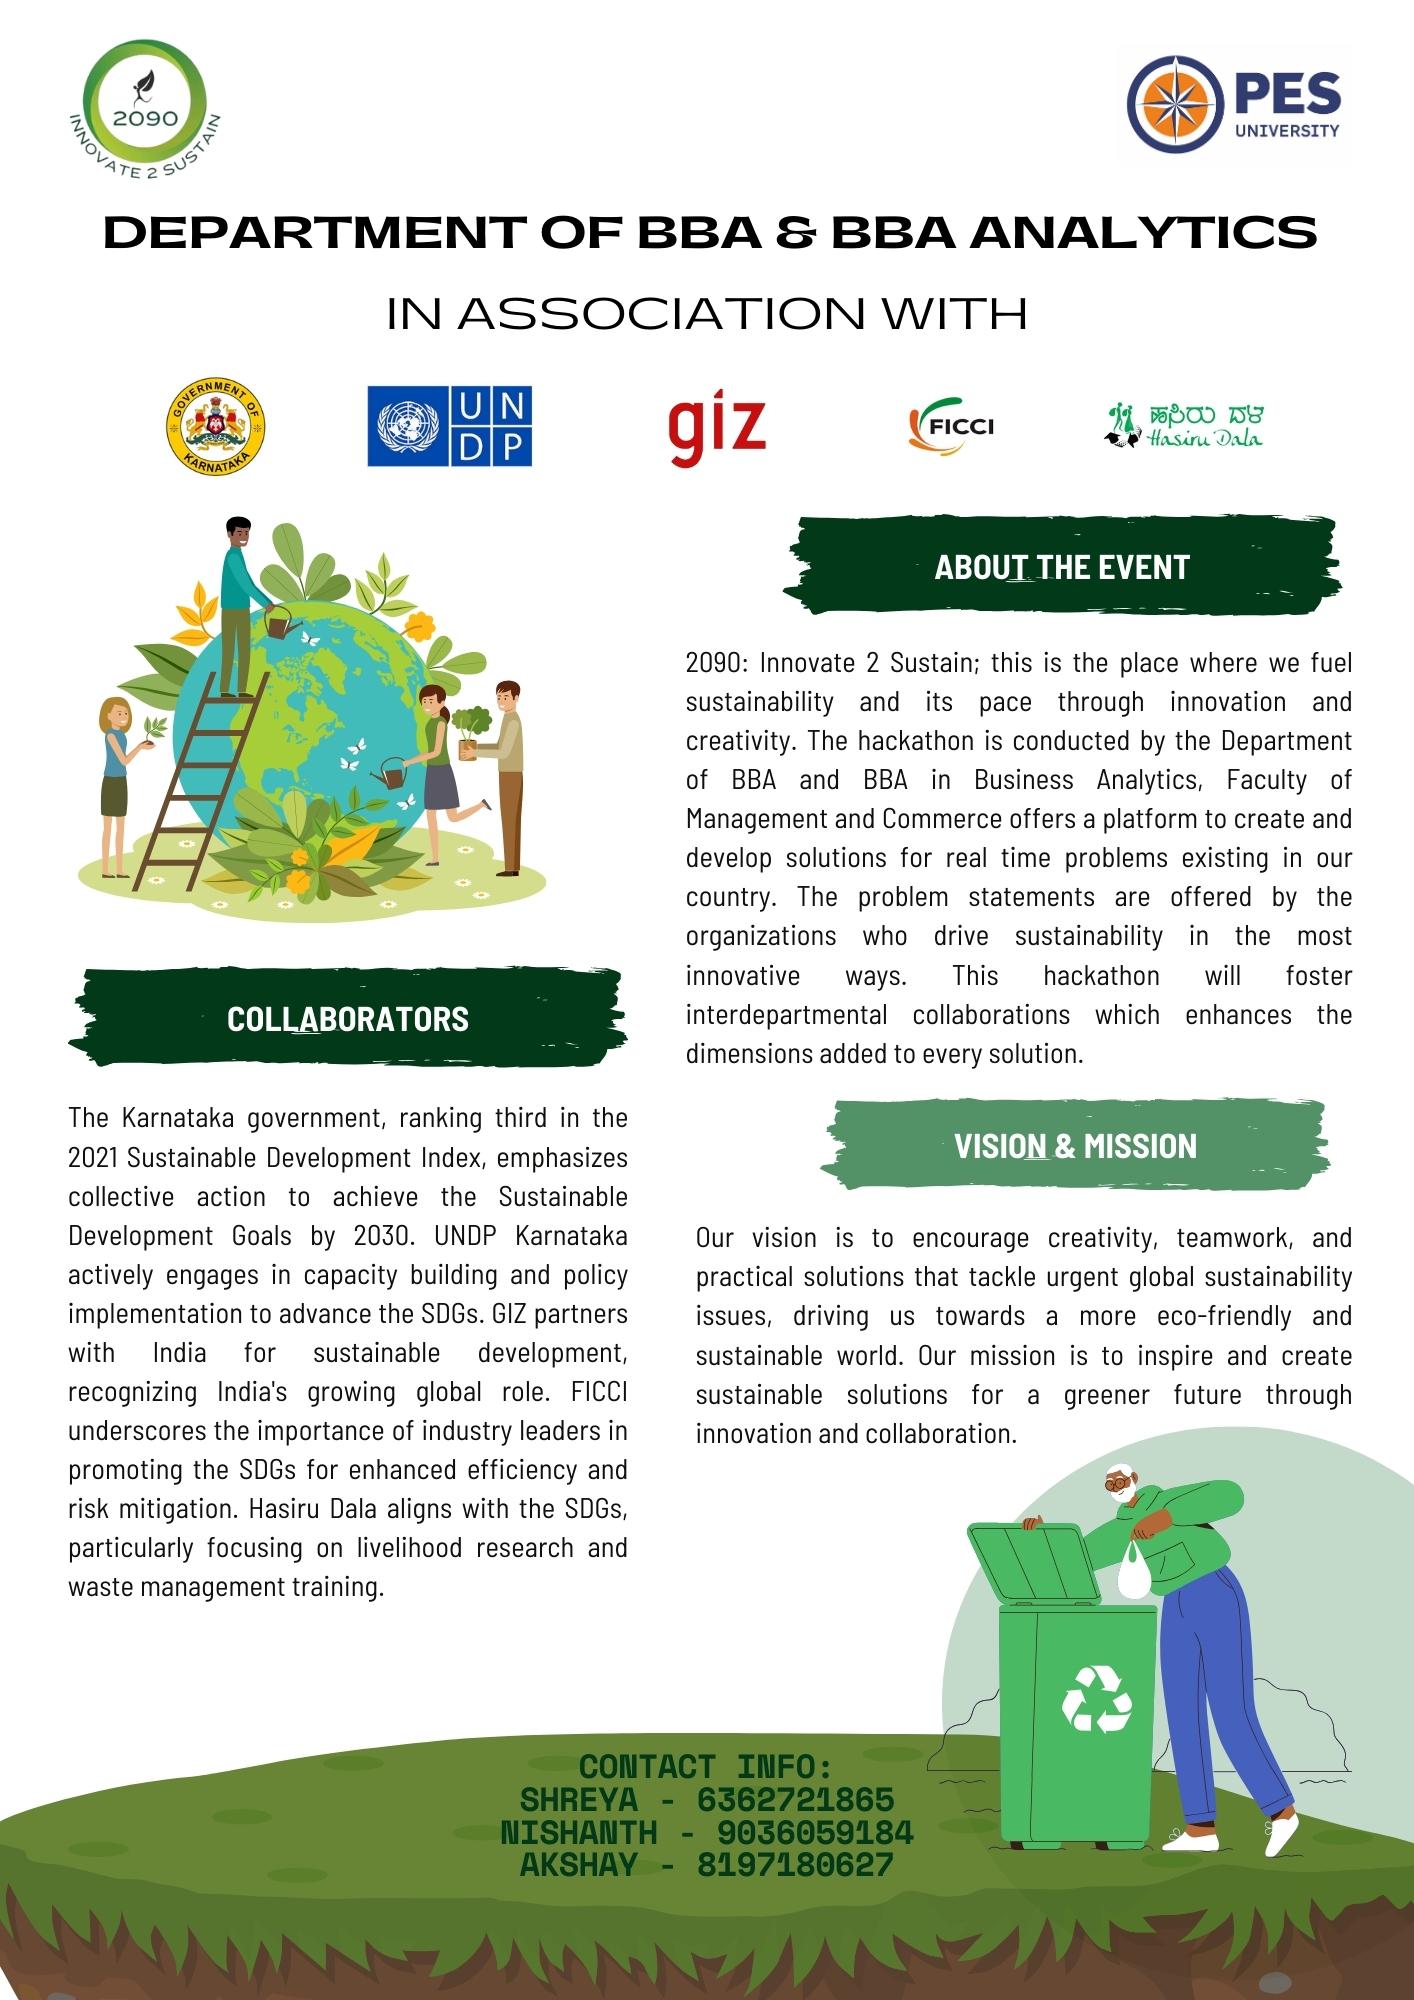 2090
INNOVATE 2 SUSTAIN
PES
UNIVERSITY
DEPARTMENT OF BBA & BBA ANALYTICS
IN ASSOCIATION WITH
GOVERNMENT OF
KARNATAKA
U N
D P
giz
FICCI
ಹಸಿರು ದಳ
Hasiru Dala
ABOUT THE EVENT
2090: Innovate 2 Sustain; this is the place where we fuel
sustainability and its pace through innovation and
creativity. The hackathon is conducted by the Department
of BBA and BBA in Business Analytics, Faculty of
Management and Commerce offers a platform to create and
develop solutions for real time problems existing in our
country. The problem statements are offered by the
organizations who drive sustainability in the most
innovative ways. This hackathon will foster
interdepartmental collaborations which enhances the
dimensions added to every solution.
COLLABORATORS
The Karnataka government, ranking third in the
2021 Sustainable Development Index, emphasizes
collective action to achieve the Sustainable
Development Goals by 2030. UNDP Karnataka
actively engages in capacity building and policy
implementation to advance the SDGs. GIZ partners
with India for sustainable development,
recognizing India's growing global role. FICCI
underscores the importance of industry leaders in
promoting the SDGs for enhanced efficiency and
risk mitigation. Hasiru Dala aligns with the SDGs,
particularly focusing on livelihood research and
waste management training.
VISION & MISSION
Our vision is to encourage creativity, teamwork, and
practical solutions that tackle urgent global sustainability
issues, driving us towards a more eco-friendly and
sustainable world. Our mission is to inspire and create
sustainable solutions for a greener future through
innovation and collaboration.
CONTACT INFO:
SHREYA - 6362721865
NISHANTH - 9036059184
AKSHAY - 8197180627